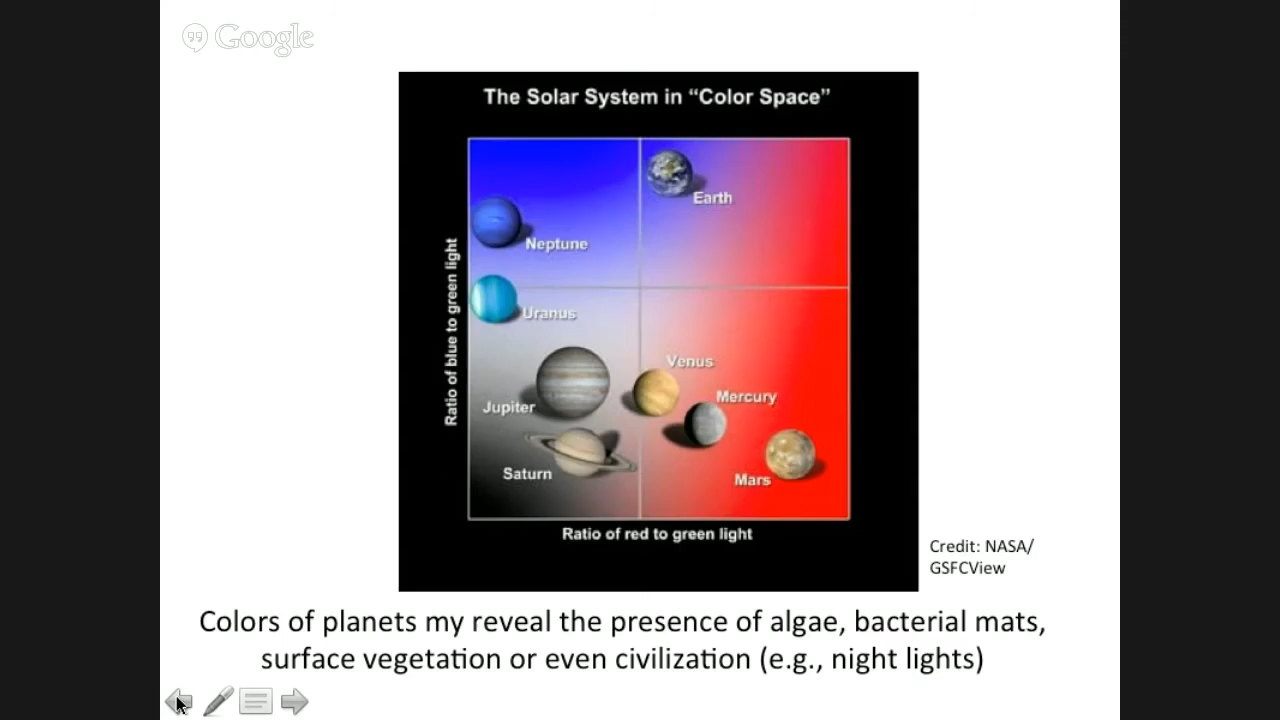 Google
The Solar System in “Color Space”
Earth
Neptune
Uranus
Venus
Mercury
Jupiter
Saturn
Mars
Ratio of blue to green light
Ratio of red to green light
Credit: NASA/
GSFCView
Colors of planets my reveal the presence of algae, bacterial mats,
surface vegetation or even civilization (e.g., night lights)